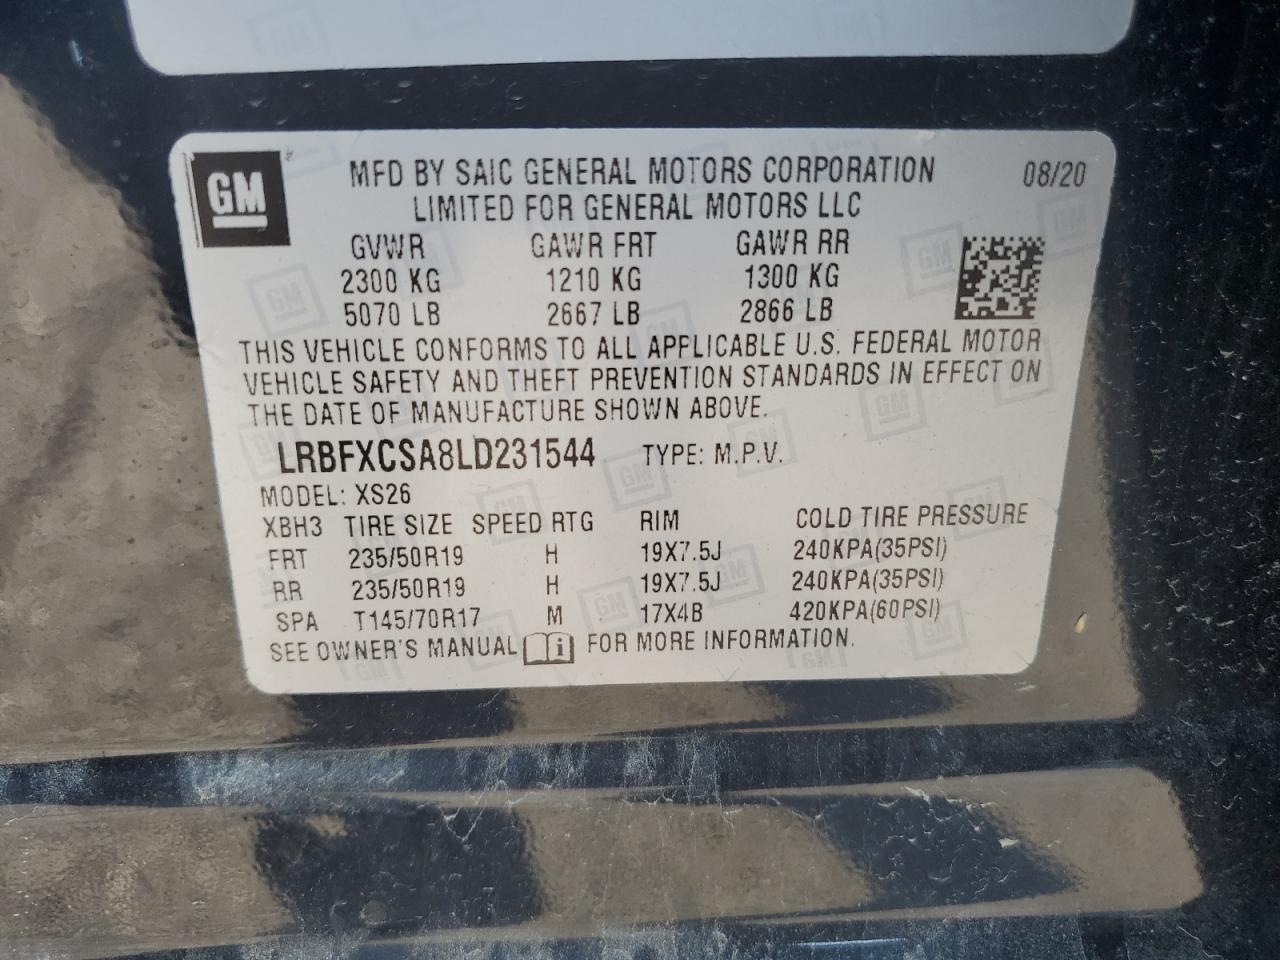 GM
MFD BY SAIC GENERAL MOTORS CORPORATION 08/20
LIMITED FOR GENERAL MOTORS LLC
GVWR GAWR FRT GAWR RR
2300 KG 1210 KG 1300 KG
5070 LB 2667 LB 2866 LB
THIS VEHICLE CONFORMS TO ALL APPLICABLE U.S. FEDERAL MOTOR
VEHICLE SAFETY AND THEFT PREVENTION STANDARDS IN EFFECT ON
THE DATE OF MANUFACTURE SHOWN ABOVE.
LRBFXCSA8LD231544 TYPE: M.P.V.
MODEL: XS26
XBH3 TIRE SIZE SPEED RTG RIM COLD TIRE PRESSURE
FRT 235/50R19 H 19X7.5J 240KPA(35PSI)
RR 235/50R19 H 19X7.5J 240KPA(35PSI)
SPA T145/70R17 M 17X4B 420KPA(60PSI)
SEE OWNER'S MANUAL i FOR MORE INFORMATION.